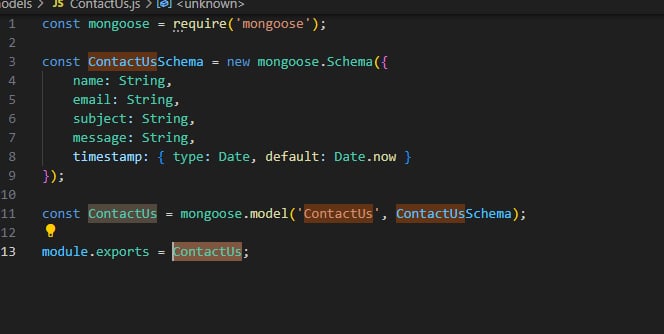 models > JS ContactUs.js > <unknown>
1 const mongoose = require('mongoose');
2
3 const ContactUsSchema = new mongoose.Schema({
4     name: String,
5     email: String,
6     subject: String,
7     message: String,
8     timestamp: { type: Date, default: Date.now }
9 });
10
11 const ContactUs = mongoose.model('ContactUs', ContactUsSchema);
12
13 module.exports = ContactUs;